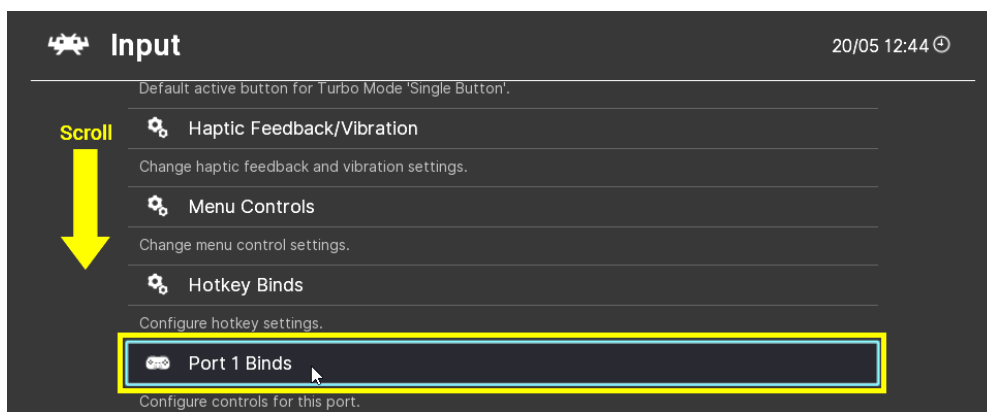 Input
20/05 12:44
Default active button for Turbo Mode 'Single Button'.
Scroll
Haptic Feedback/Vibration
Change haptic feedback and vibration settings.
Menu Controls
Change menu control settings.
Hotkey Binds
Configure hotkey settings.
Port 1 Binds
Configure controls for this port.